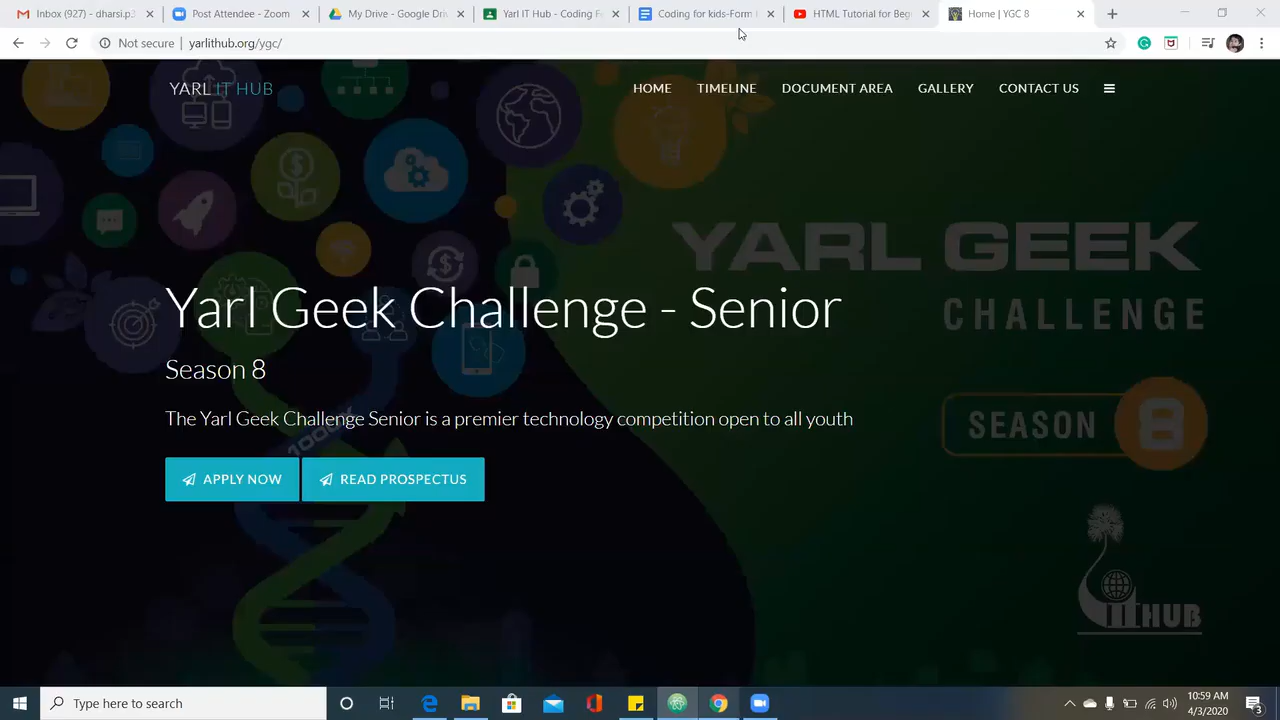 Inbox (927) - dharsi.p.
Post Attendee - Zoom
My Drive - Google Driv
Yarl IT Hub - Coding F
Coding for kids-Form
HTML Tutorial for Beg
Home | YGC 8
Not secure
yarlithub.org/ygc/
YARL IT HUB
HOME
TIMELINE
DOCUMENT AREA
GALLERY
CONTACT US
YARL GEEK
CHALLENGE
Yarl Geek Challenge - Senior
Season 8
The Yarl Geek Challenge Senior is a premier technology competition open to all youth
SEASON 8
APPLY NOW
READ PROSPECTUS
IT HUB
Type here to search
10:59 AM
4/3/2020
3